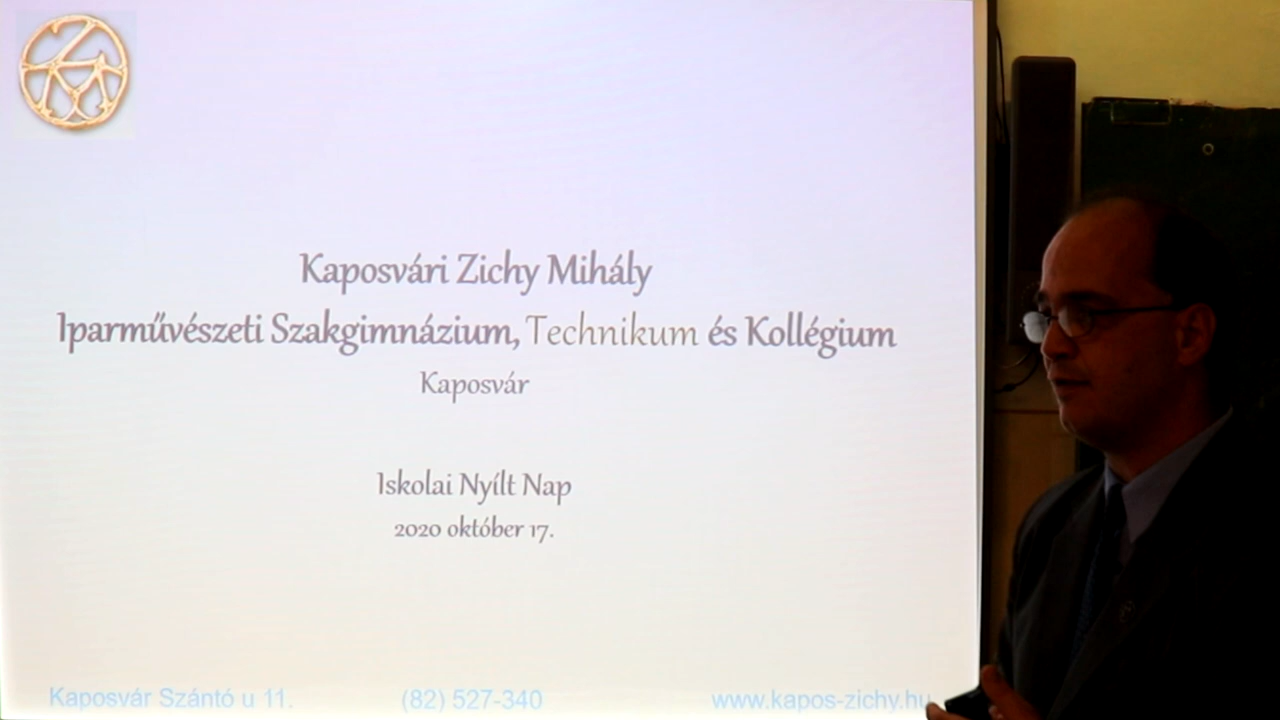 Kaposvári Zichy Mihály
Iparművészeti Szakgimnázium, Technikum és Kollégium
Kaposvár
Iskolai Nyílt Nap
2020 október 17.
Kaposvár Szántó u 11. (82) 527-340 www.kapos-zichy.hu